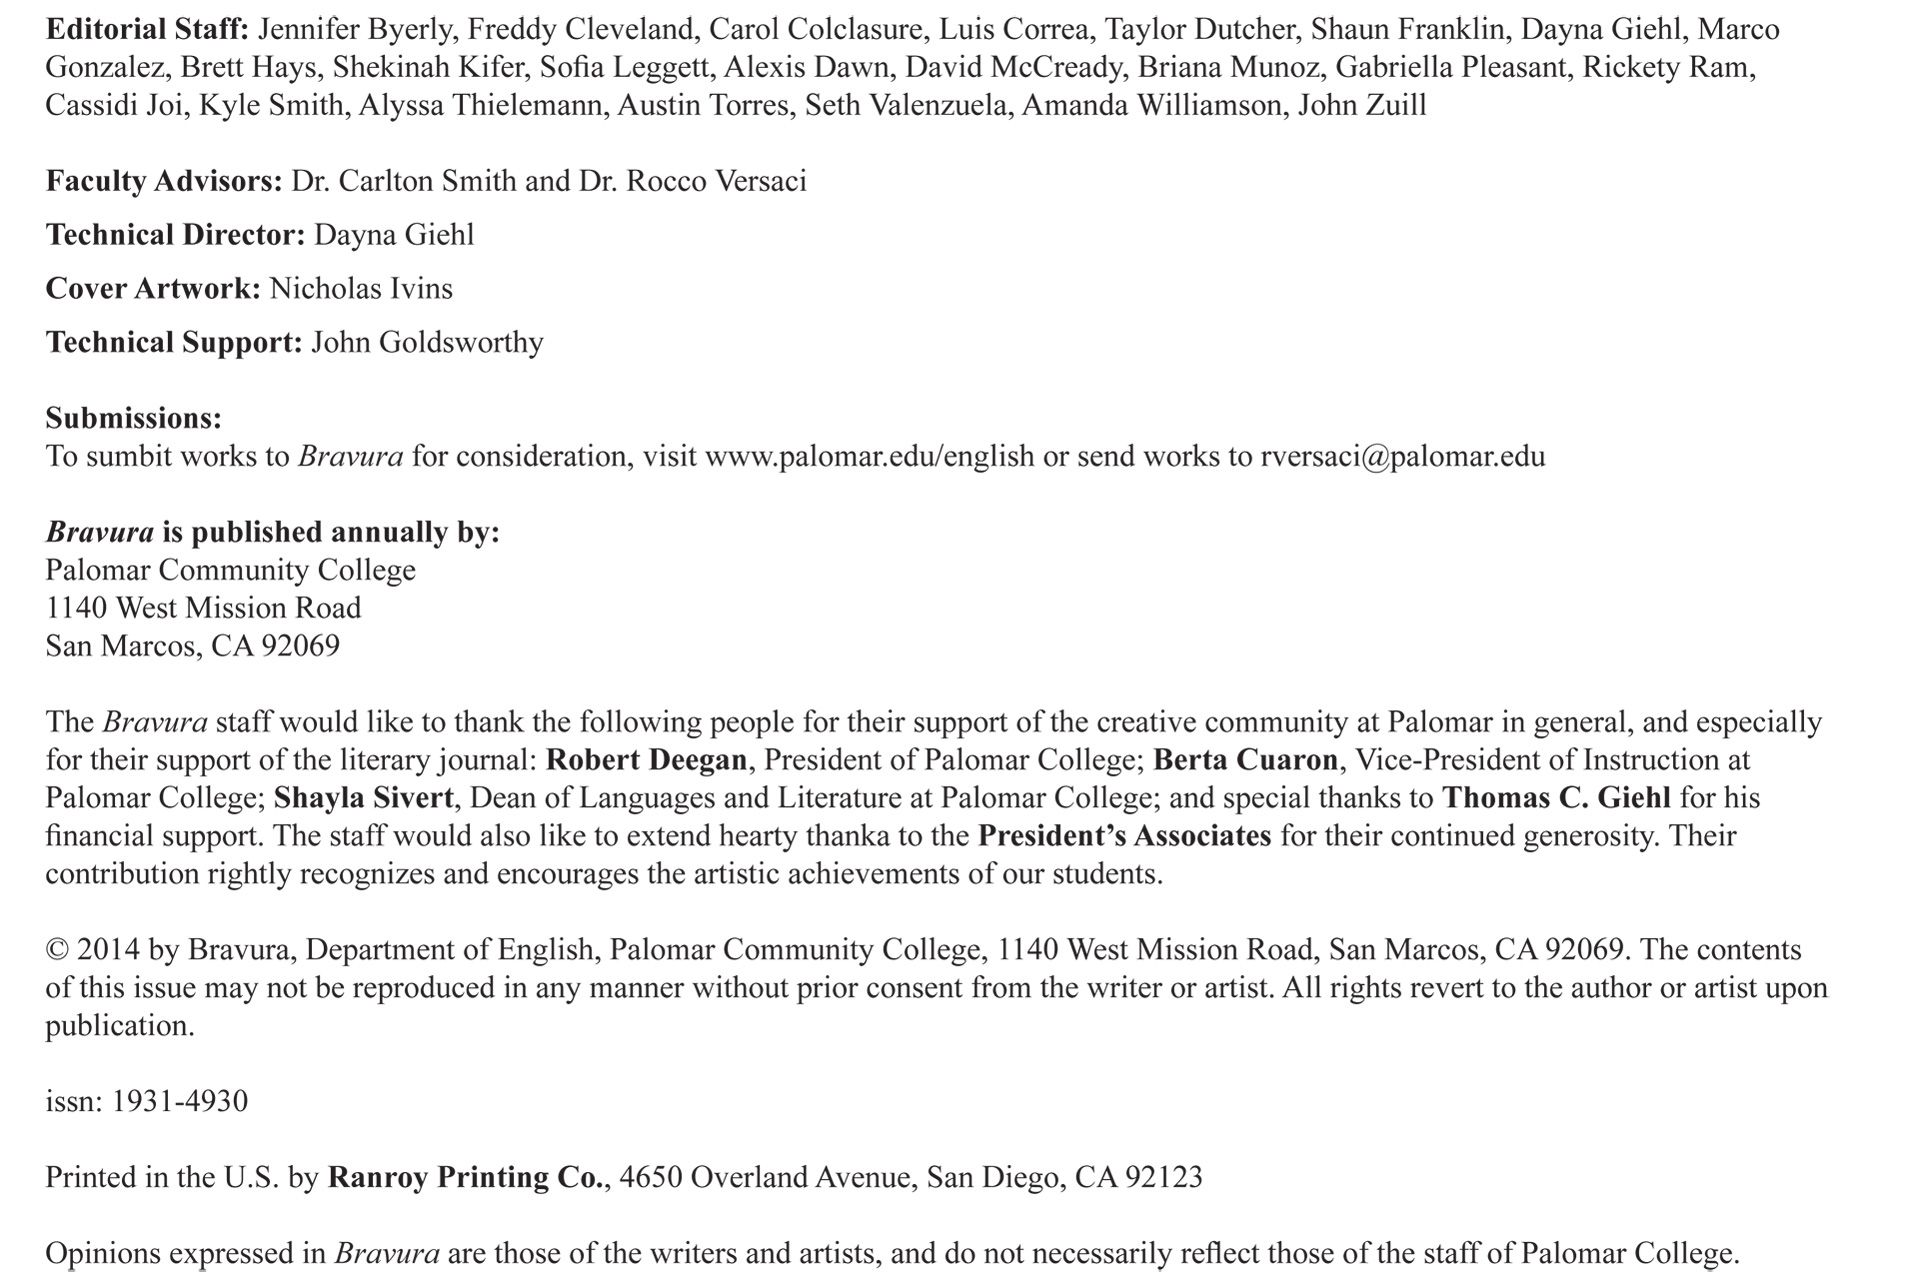 Editorial Staff: Jennifer Byerly, Freddy Cleveland, Carol Colclasure, Luis Correa, Taylor Dutcher, Shaun Franklin, Dayna Giehl, Marco
Gonzalez, Brett Hays, Shekinah Kifer, Sofia Leggett, Alexis Dawn, David McCready, Briana Munoz, Gabriella Pleasant, Rickety Ram,
Cassidi Joi, Kyle Smith, Alyssa Thielemann, Austin Torres, Seth Valenzuela, Amanda Williamson, John Zuill
Faculty Advisors: Dr. Carlton Smith and Dr. Rocco Versaci
Technical Director: Dayna Giehl
Cover Artwork: Nicholas Ivins
Technical Support: John Goldsworthy
Submissions:
To sumbit works to Bravura for consideration, visit www.palomar.edu/english or send works to rversaci@palomar.edu
Bravura is published annually by:
Palomar Community College
1140 West Mission Road
San Marcos, CA 92069
The Bravura staff would like to thank the following people for their support of the creative community at Palomar in general, and especially
for their support of the literary journal: Robert Deegan, President of Palomar College; Berta Cuaron, Vice-President of Instruction at
Palomar College; Shayla Sivert, Dean of Languages and Literature at Palomar College; and special thanks to Thomas C. Giehl for his
financial support. The staff would also like to extend hearty thanka to the President’s Associates for their continued generosity. Their
contribution rightly recognizes and encourages the artistic achievements of our students.
© 2014 by Bravura, Department of English, Palomar Community College, 1140 West Mission Road, San Marcos, CA 92069. The contents
of this issue may not be reproduced in any manner without prior consent from the writer or artist. All rights revert to the author or artist upon
publication.
issn: 1931-4930
Printed in the U.S. by Ranroy Printing Co., 4650 Overland Avenue, San Diego, CA 92123
Opinions expressed in Bravura are those of the writers and artists, and do not necessarily reflect those of the staff of Palomar College.